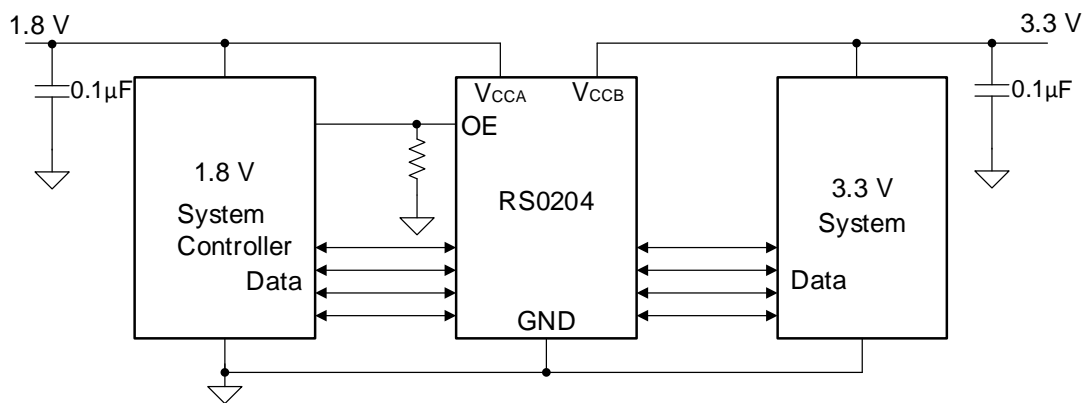 1.8 V
3.3 V
0.1µF
VCCA
VCCB
0.1µF
OE
1.8 V
System
Controller
Data
RS0204
GND
3.3 V
System
Data